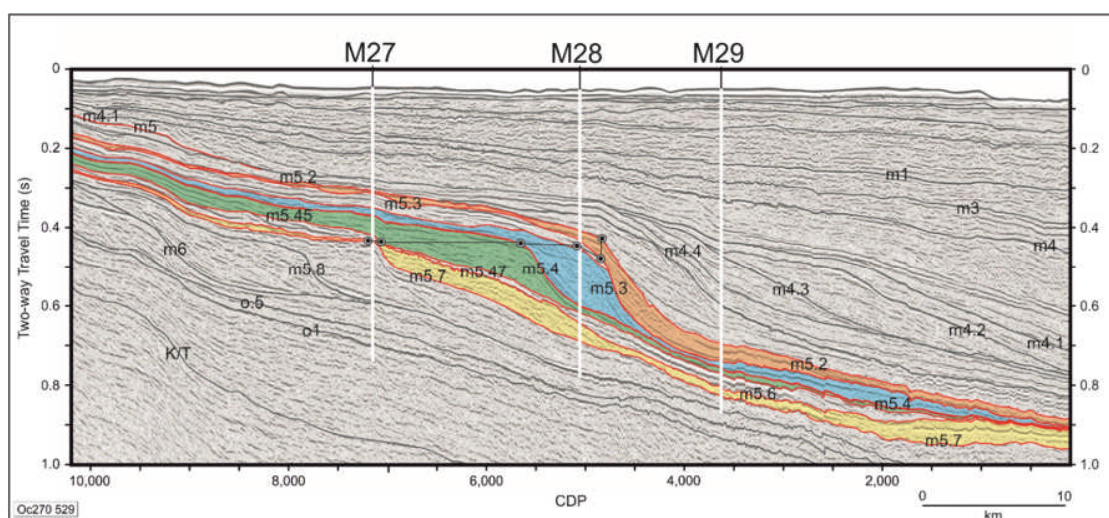 M27 M28 M29
0 0
m4.1
m5
0.2 0.2
m5.2
m1
m5.3
m3
m5.45
0.4 0.4
m4
m6
m4.4
m5.8
m5.7
m5.47
m5.4
m5.3
m4.3
o.5
0.6 0.6
o1
m4.2
m4.1
K/T
m5.2
0.8 0.8
m5.6
m5.4
m5.7
1.0 1.0
Two-way Travel Time (s)
10,000 8,000 6,000 4,000 2,000
CDP
0 10
km
Oc270 529